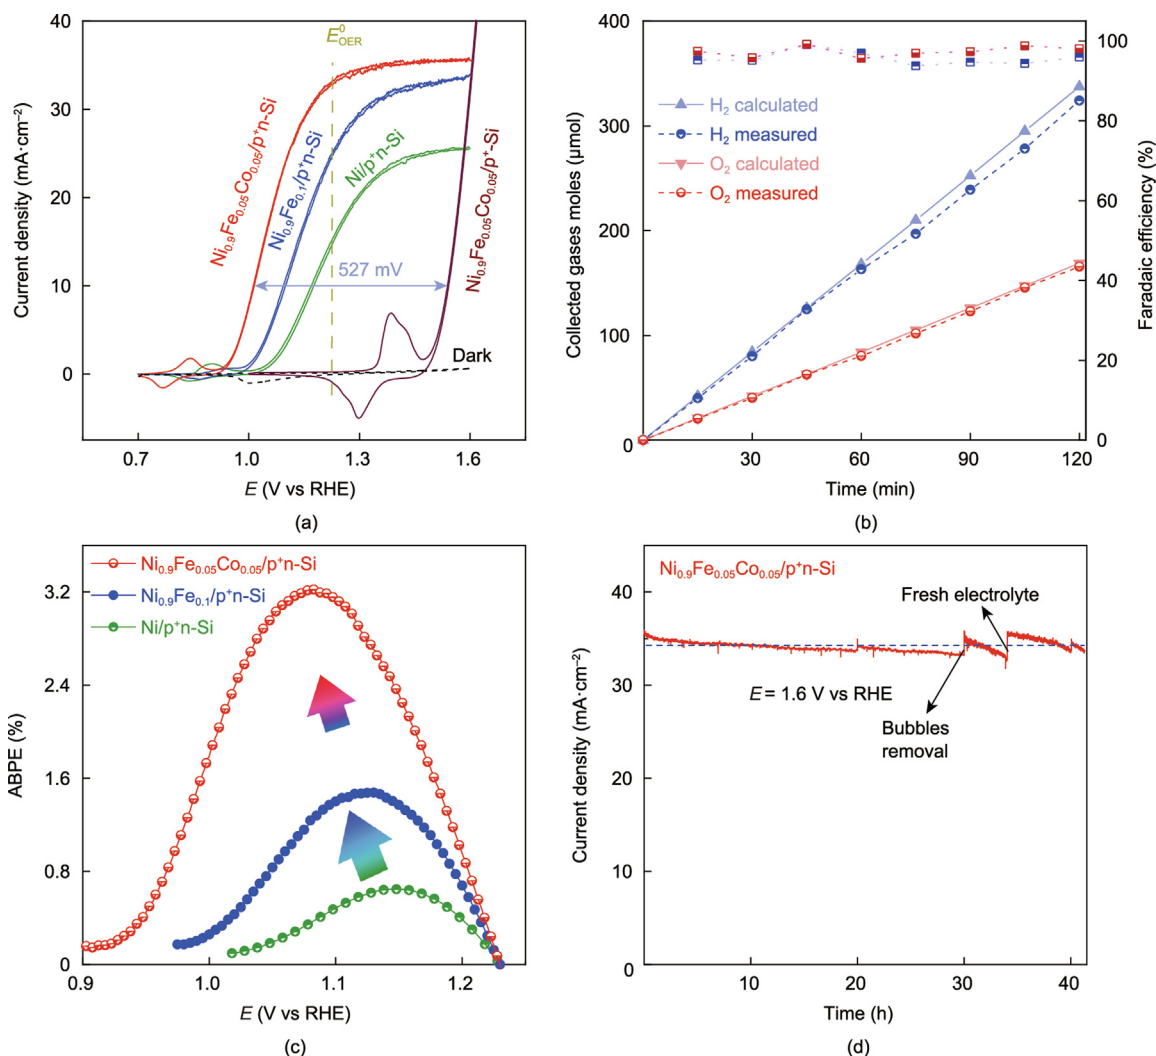 40
30
20
10
0
Current density (mA·cm⁻²)
0.7
1.0
1.3
1.6
E (V vs RHE)
E⁰OER
Ni₀.₉Fe₀.₀₅Co₀.₀₅/p⁺n-Si
Ni₀.₉Fe₀.₁/p⁺n-Si
Ni/p⁺n-Si
Ni₀.₉Fe₀.₀₅Co₀.₀₅/p⁺-Si
527 mV
Dark
(a)
400
350
300
250
200
150
100
50
0
Collected gases moles (μmol)
H₂ calculated
H₂ measured
O₂ calculated
O₂ measured
100
80
60
40
20
0
Faradaic efficiency (%)
30
60
90
120
Time (min)
(b)
3.2
2.4
1.6
0.8
0
ABPE (%)
Ni₀.₉Fe₀.₀₅Co₀.₀₅/p⁺n-Si
Ni₀.₉Fe₀.₁/p⁺n-Si
Ni/p⁺n-Si
0.9
1.0
1.1
1.2
E (V vs RHE)
(c)
40
30
20
10
0
Current density (mA·cm⁻²)
Ni₀.₉Fe₀.₀₅Co₀.₀₅/p⁺n-Si
Fresh electrolyte
E = 1.6 V vs RHE
Bubbles
removal
0
10
20
30
40
Time (h)
(d)